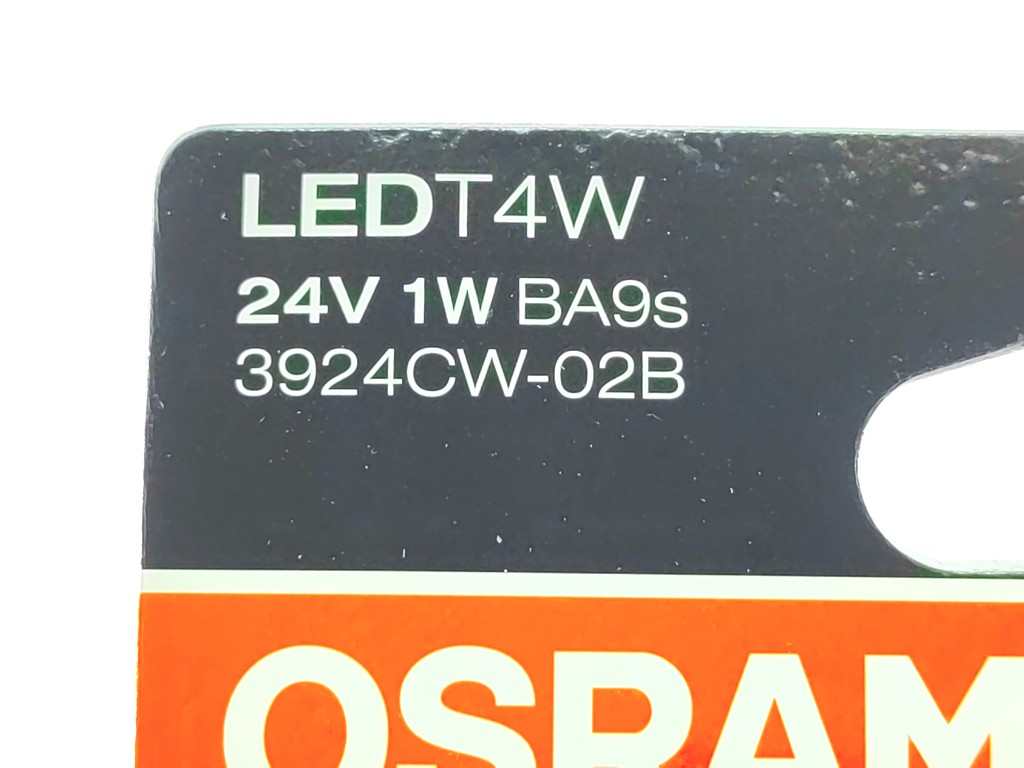 LEDT4W
24V 1W BA9s
3924CW-02B
OSRAM